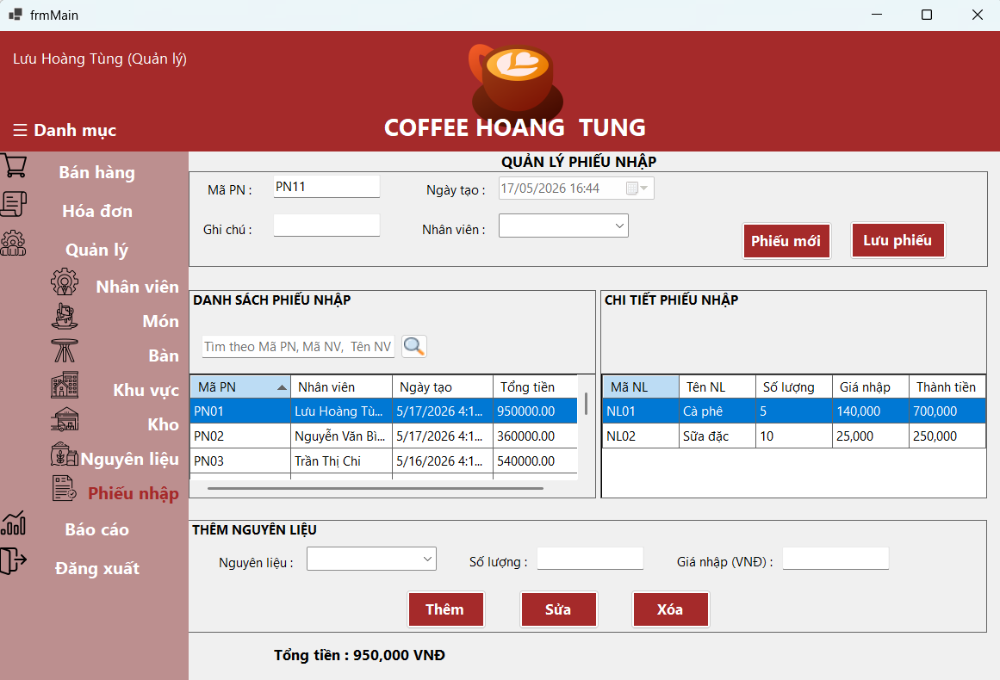 frmMain
Lưu Hoàng Tùng (Quản lý)
☰ Danh mục
COFFEE HOANG TUNG
Bán hàng
Hóa đơn
Quản lý
Nhân viên
Món
Bàn
Khu vực
Kho
Nguyên liệu
Phiếu nhập
Báo cáo
Đăng xuất
QUẢN LÝ PHIẾU NHẬP
Mã PN : PN11 Ngày tạo : 17/05/2026 16:44
Ghi chú : Nhân viên :
Phiếu mới Lưu phiếu
DANH SÁCH PHIẾU NHẬP
Tìm theo Mã PN, Mã NV, Tên NV
Mã PN Nhân viên Ngày tạo Tổng tiền
PN01 Lưu Hoàng Tù... 5/17/2026 4:1... 950000.00
PN02 Nguyễn Văn Bì... 5/17/2026 4:1... 360000.00
PN03 Trần Thị Chi 5/16/2026 4:1... 540000.00
CHI TIẾT PHIẾU NHẬP
Mã NL Tên NL Số lượng Giá nhập Thành tiền
NL01 Cà phê 5 140,000 700,000
NL02 Sữa đặc 10 25,000 250,000
THÊM NGUYÊN LIỆU
Nguyên liệu : Số lượng : Giá nhập (VNĐ) :
Thêm Sửa Xóa
Tổng tiền : 950,000 VNĐ